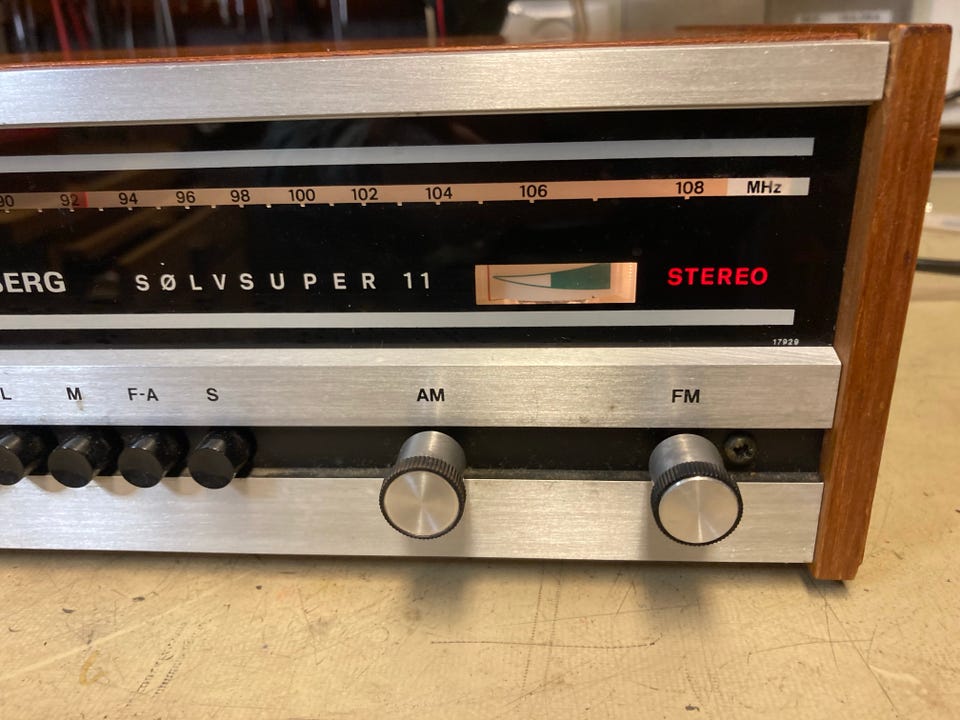 90 92 94 96 98 100 102 104 106 108 MHz
BERG SØLVSUPER 11 STEREO
17929
L M F-A S AM FM